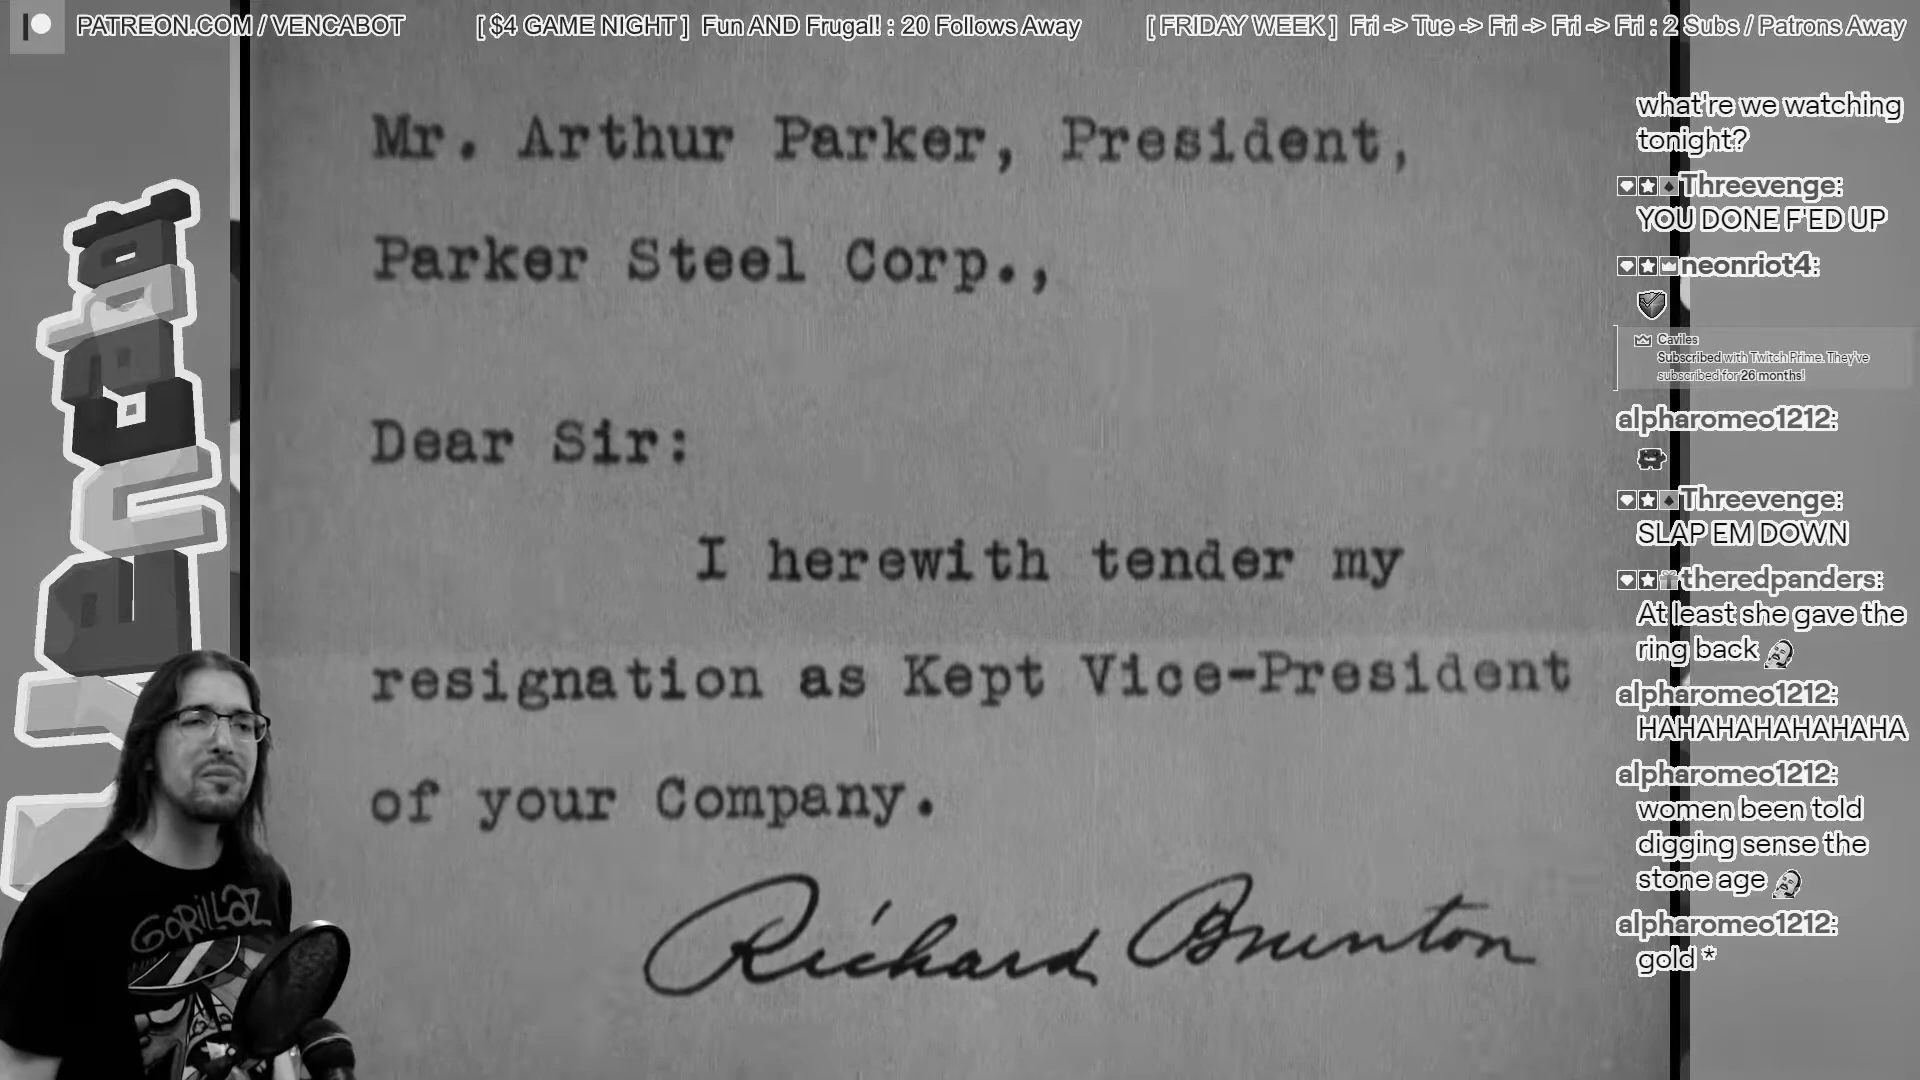 PATREON.COM / VENCABOT
[ $4 GAME NIGHT ] Fun AND Frugal! : 20 Follows Away
[ FRIDAY WEEK ] Fri -> Tue -> Fri -> Fri -> Fri : 2 Subs / Patrons Away
Mr. Arthur Parker, President,
Parker Steel Corp.,
Dear Sir:
I herewith tender my
resignation as Kept Vice-President
of your Company.
Richard Brunton
GORILLAZ
what're we watching
tonight?
Threevenge:
YOU DONE F'ED UP
neonriot4:
Caviles
Subscribed with Twitch Prime. They've
subscribed for 26 months!
alpharomeo1212:
Threevenge:
SLAP EM DOWN
theredpanders:
At least she gave the
ring back
alpharomeo1212:
HAHAHAHAHAHAHA
alpharomeo1212:
women been told
digging sense the
stone age
alpharomeo1212:
gold *